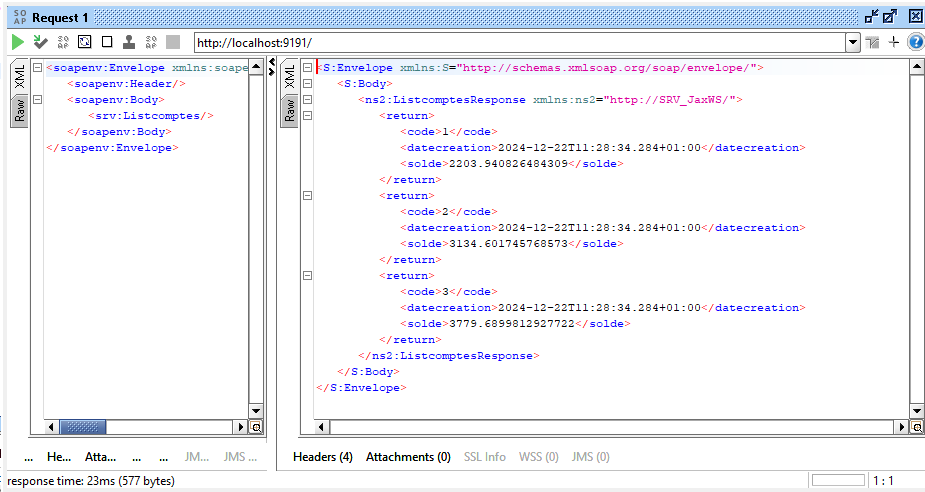 SO AP Request 1
SO AP SO AP http://localhost:9191/
XML
Raw
<soapenv:Envelope xmlns:soape
<soapenv:Header/>
<soapenv:Body>
<srv:Listcomptes/>
</soapenv:Body>
</soapenv:Envelope>
XML
Raw
<S:Envelope xmlns:S="http://schemas.xmlsoap.org/soap/envelope/">
<S:Body>
<ns2:ListcomptesResponse xmlns:ns2="http://SRV_JaxWS/">
<return>
<code>1</code>
<datecreation>2024-12-22T11:28:34.284+01:00</datecreation>
<solde>2203.940826484309</solde>
</return>
<return>
<code>2</code>
<datecreation>2024-12-22T11:28:34.284+01:00</datecreation>
<solde>3134.601745768573</solde>
</return>
<return>
<code>3</code>
<datecreation>2024-12-22T11:28:34.284+01:00</datecreation>
<solde>3779.6899812927722</solde>
</return>
</ns2:ListcomptesResponse>
</S:Body>
</S:Envelope>
... He... Atta... ... ... JM... JMS ...
Headers (4) Attachments (0) SSL Info WSS (0) JMS (0)
response time: 23ms (577 bytes) 1 : 1